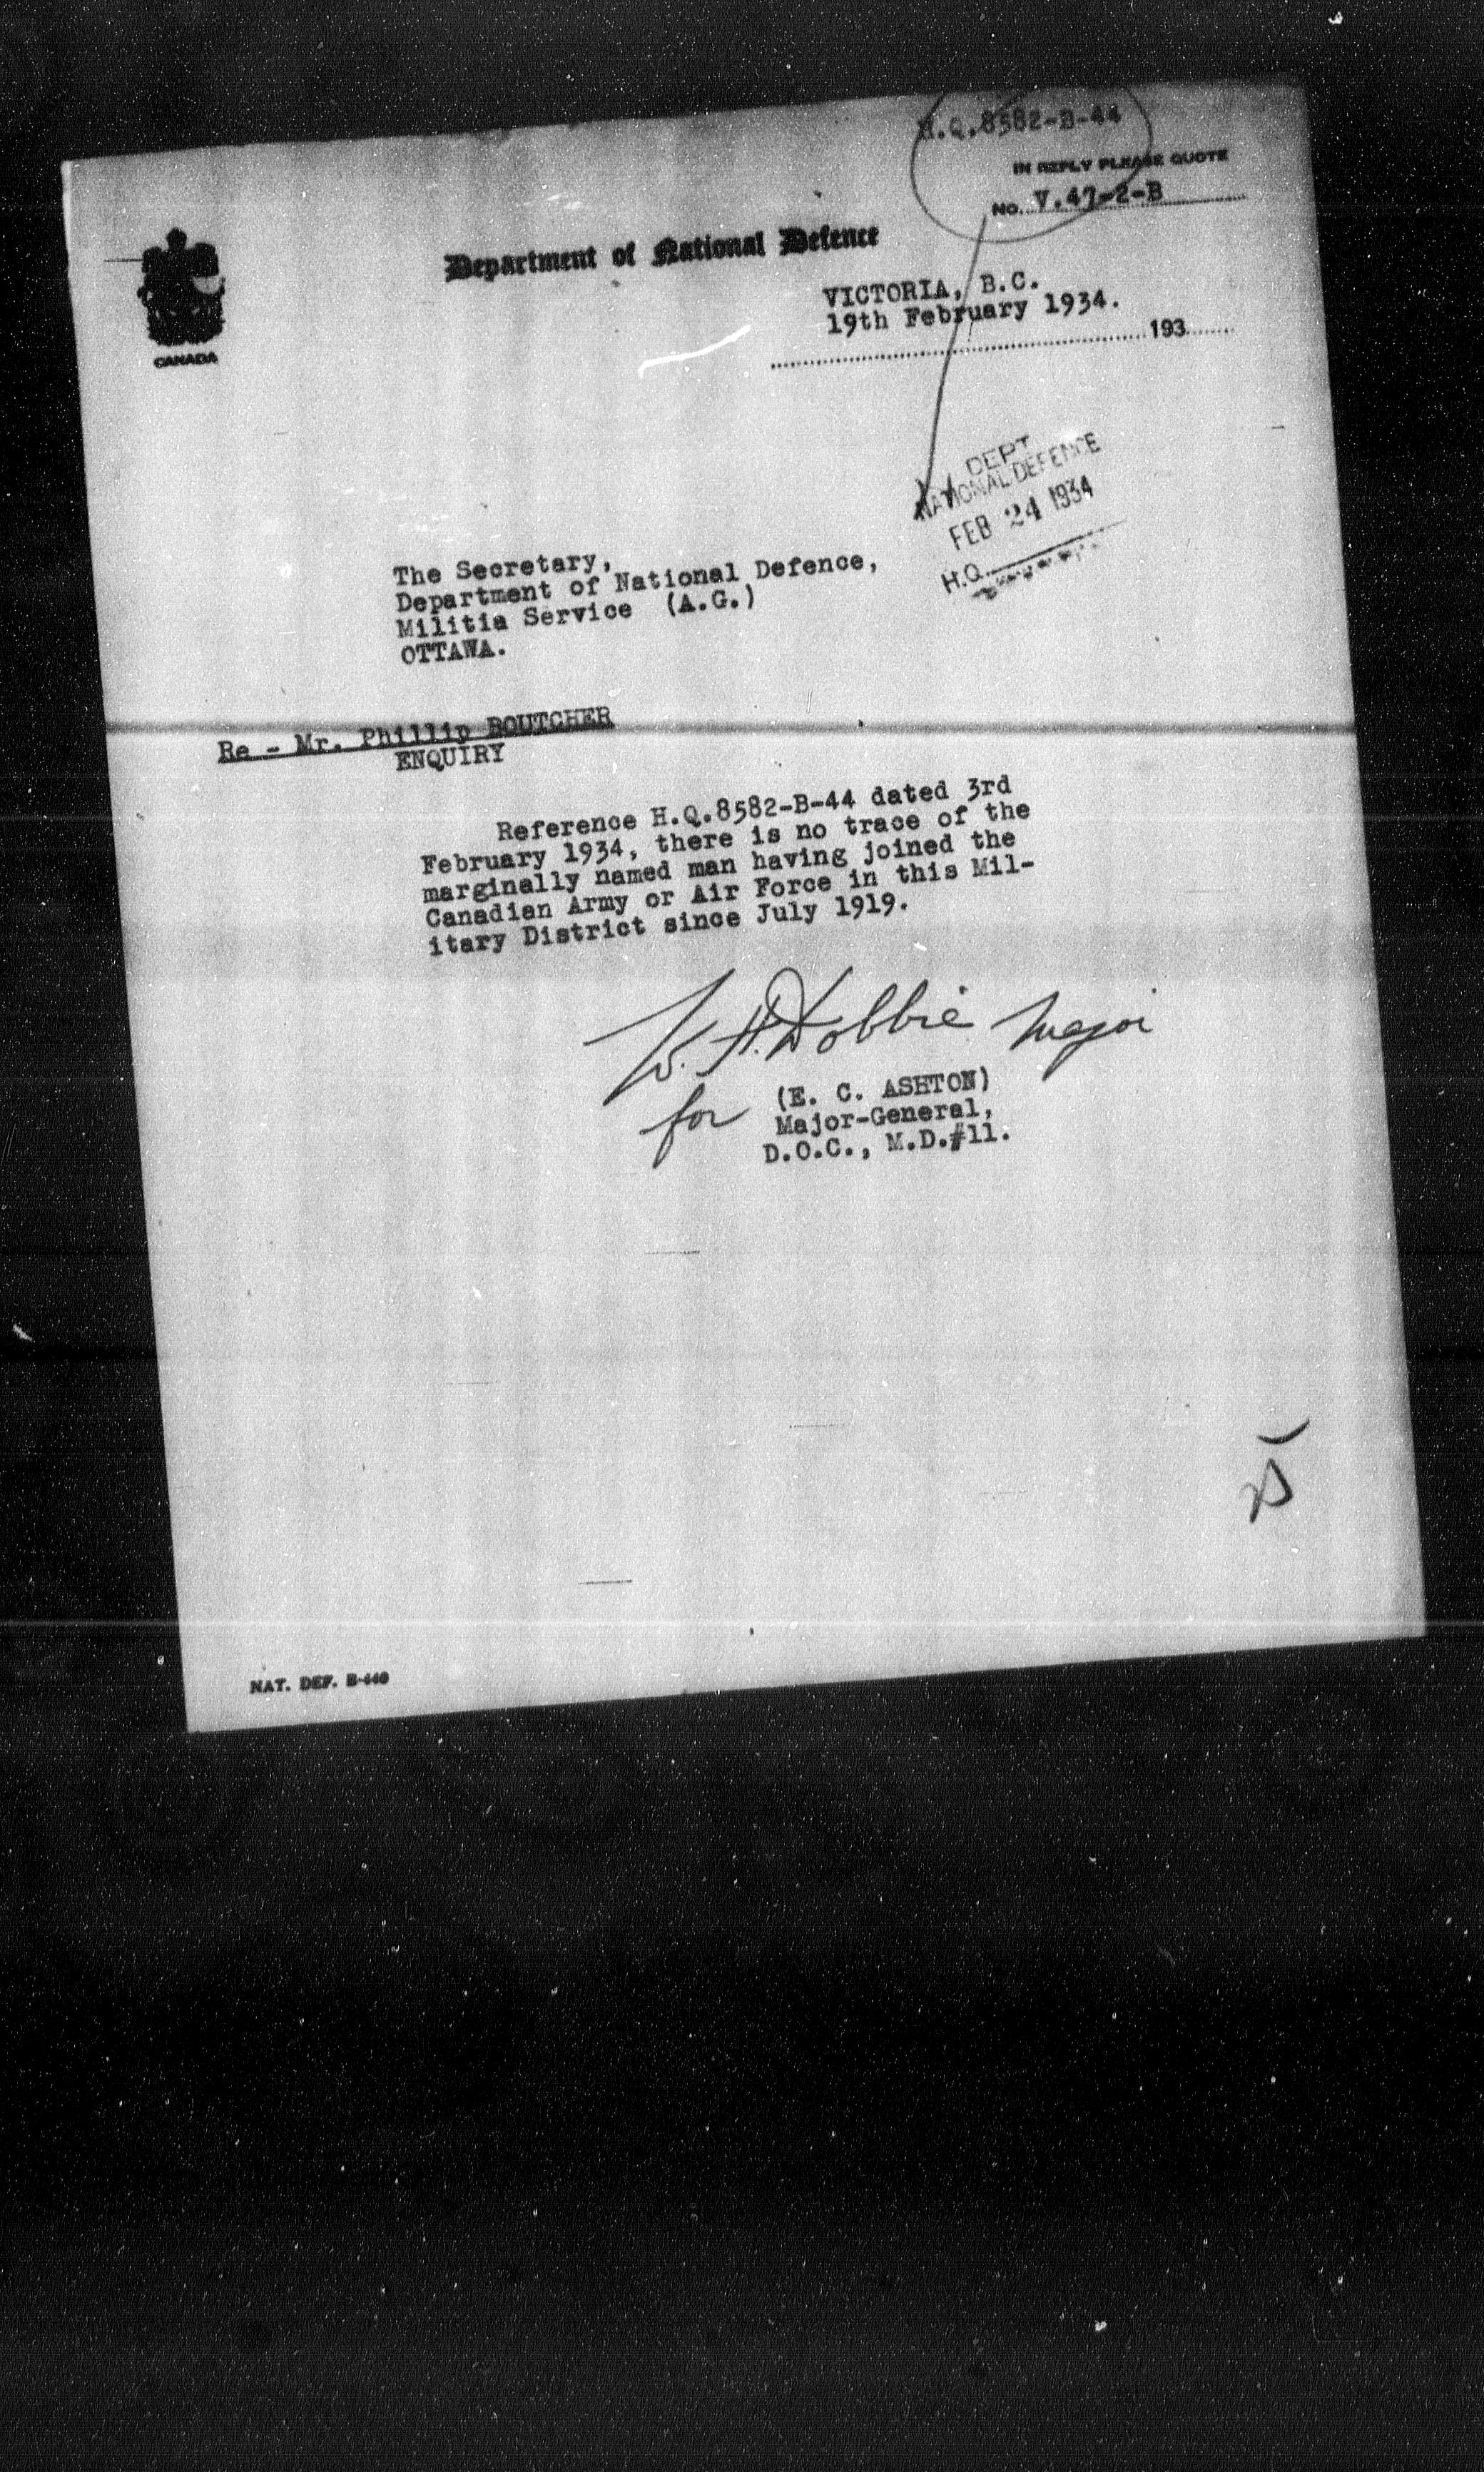 H.Q.8582-B-44
IN REPLY PLEASE QUOTE
No. V.47-2-B
CANADA
Department of National Defence
VICTORIA, B.C.
19th February 1934.
193
DEPT
NATIONAL DEFENCE
FEB 24 1934
H.Q.
The Secretary,
Department of National Defence,
Militia Service (A.G.)
OTTAWA.
Re - Mr. Phillip BOUTCHER
ENQUIRY
Reference H.Q.8582-B-44 dated 3rd
February 1934, there is no trace of the
marginally named man having joined the
Canadian Army or Air Force in this Mil-
itary District since July 1919.
W. H. Dobbie Major
for (E. C. ASHTON)
Major-General,
D.O.C., M.D.#11.
NAT. DEF. B-440